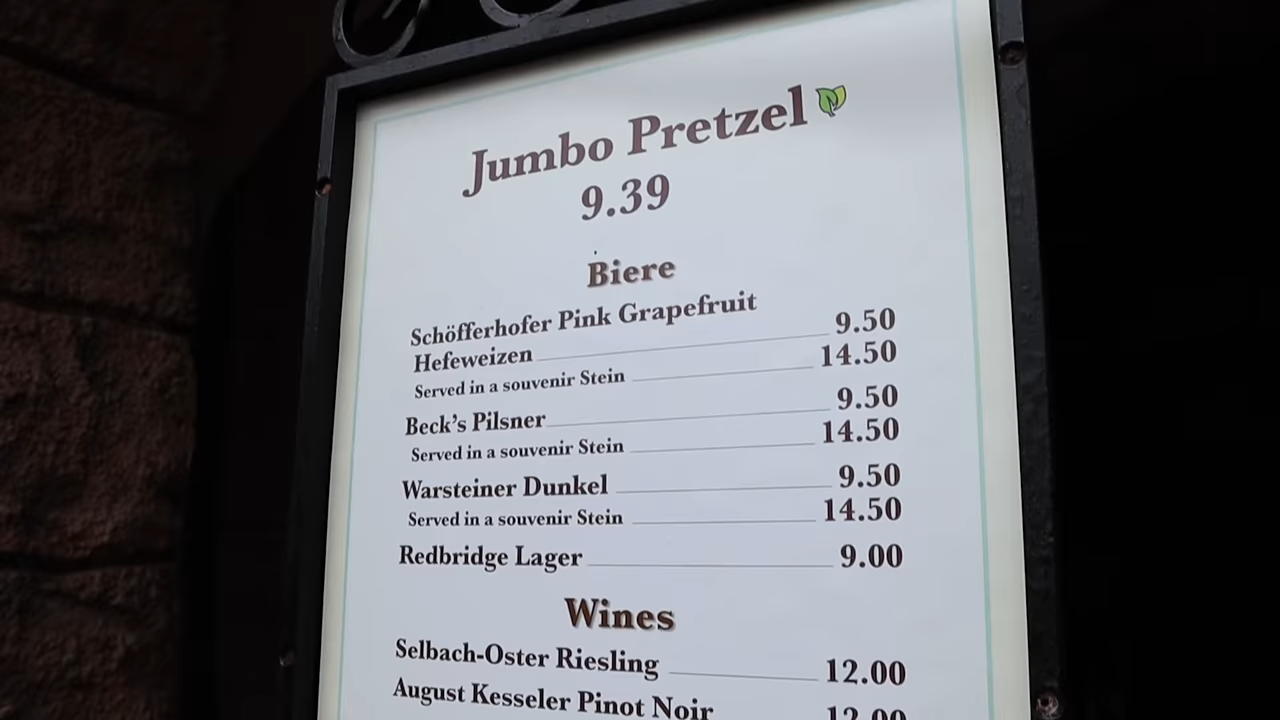 Jumbo Pretzel
9.39
Biere
Schöfferhofer Pink Grapefruit
Hefeweizen 9.50
Served in a souvenir Stein 14.50
Beck's Pilsner 9.50
Served in a souvenir Stein 14.50
Warsteiner Dunkel 9.50
Served in a souvenir Stein 14.50
Redbridge Lager 9.00
Wines
Selbach-Oster Riesling 12.00
August Kesseler Pinot Noir 12.00